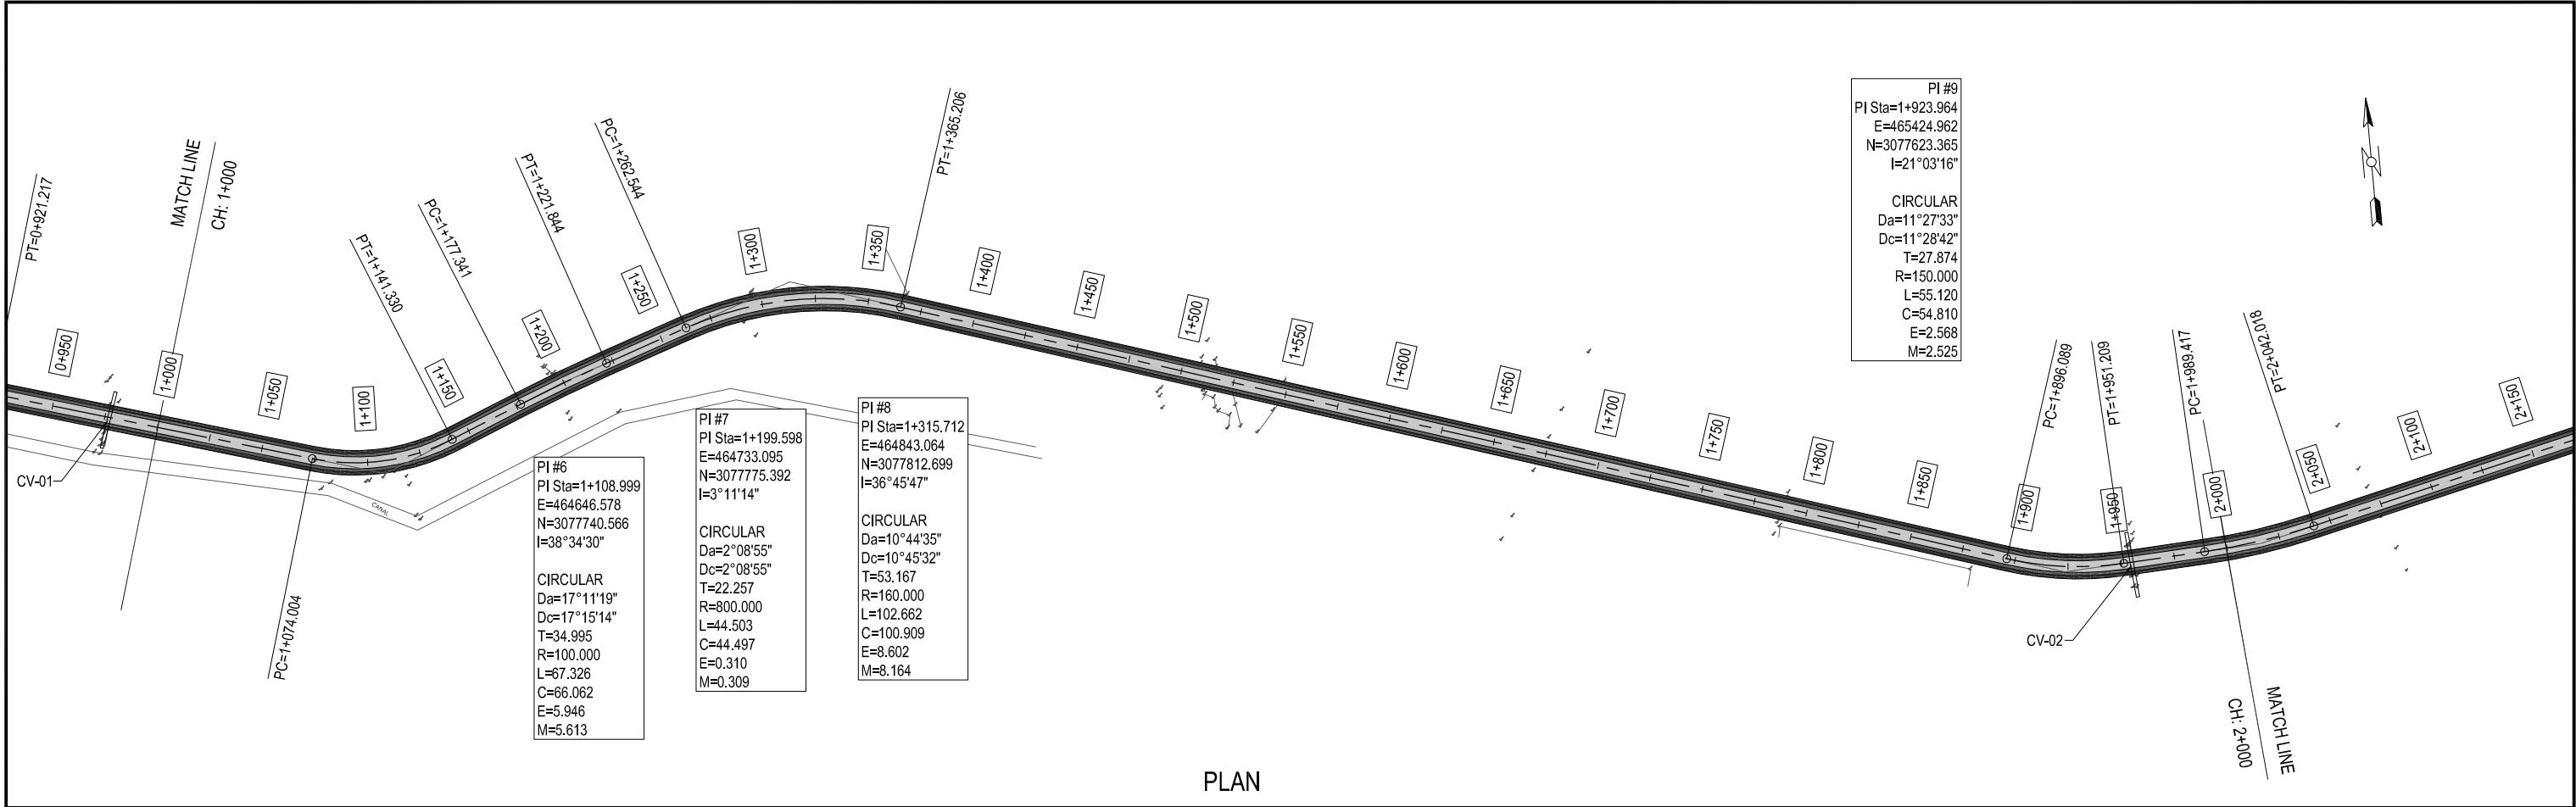 PT=0+921.217
MATCH LINE
CH: 1+000
PT=1+141.330
PC=1+177.341
PT=1+221.844
PC=1+262.544
PT=1+365.206
0+950
1+000
1+050
1+100
1+150
1+200
1+250
1+300
1+350
1+400
1+450
1+500
1+550
1+600
1+650
1+700
1+750
1+800
1+850
1+900
1+950
2+000
2+050
2+100
2+150
CV-01
PC=1+074.004
CANAL
PI #6
PI Sta=1+108.999
E=464646.578
N=3077740.566
I=38°34'30"
CIRCULAR
Da=17°11'19"
Dc=17°15'14"
T=34.995
R=100.000
L=67.326
C=66.062
E=5.946
M=5.613
PI #7
PI Sta=1+199.598
E=464733.095
N=3077775.392
I=3°11'14"
CIRCULAR
Da=2°08'55"
Dc=2°08'55"
T=22.257
R=800.000
L=44.503
C=44.497
E=0.310
M=0.309
PI #8
PI Sta=1+315.712
E=464843.064
N=3077812.699
I=36°45'47"
CIRCULAR
Da=10°44'35"
Dc=10°45'32"
T=53.167
R=160.000
L=102.662
C=100.909
E=8.602
M=8.164
PI #9
PI Sta=1+923.964
E=465424.962
N=3077623.365
I=21°03'16"
CIRCULAR
Da=11°27'33"
Dc=11°28'42"
T=27.874
R=150.000
L=55.120
C=54.810
E=2.568
M=2.525
PC=1+896.089
PT=1+951.209
PC=1+989.417
PT=2+042.018
N
CV-02
MATCH LINE
CH: 2+000
PLAN